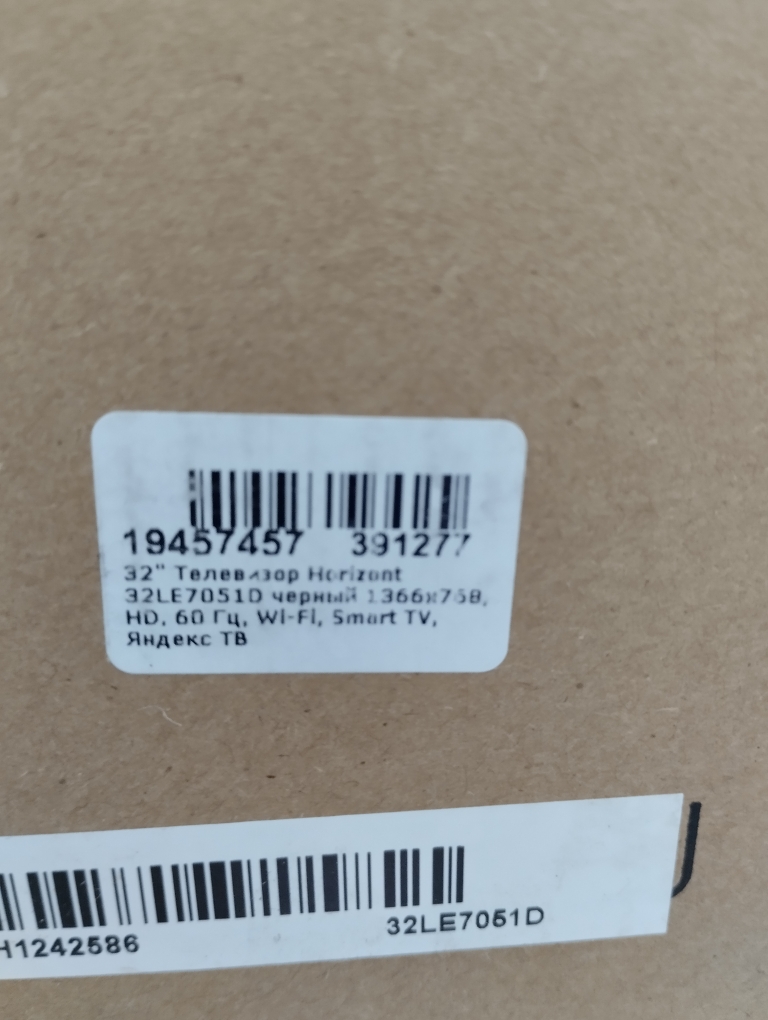 19457457 391277
32" Телевизор Horizont
32LE7051D черный 1366x768,
HD, 60 Гц, Wi-Fi, Smart TV,
Яндекс ТВ
H1242586 32LE7051D